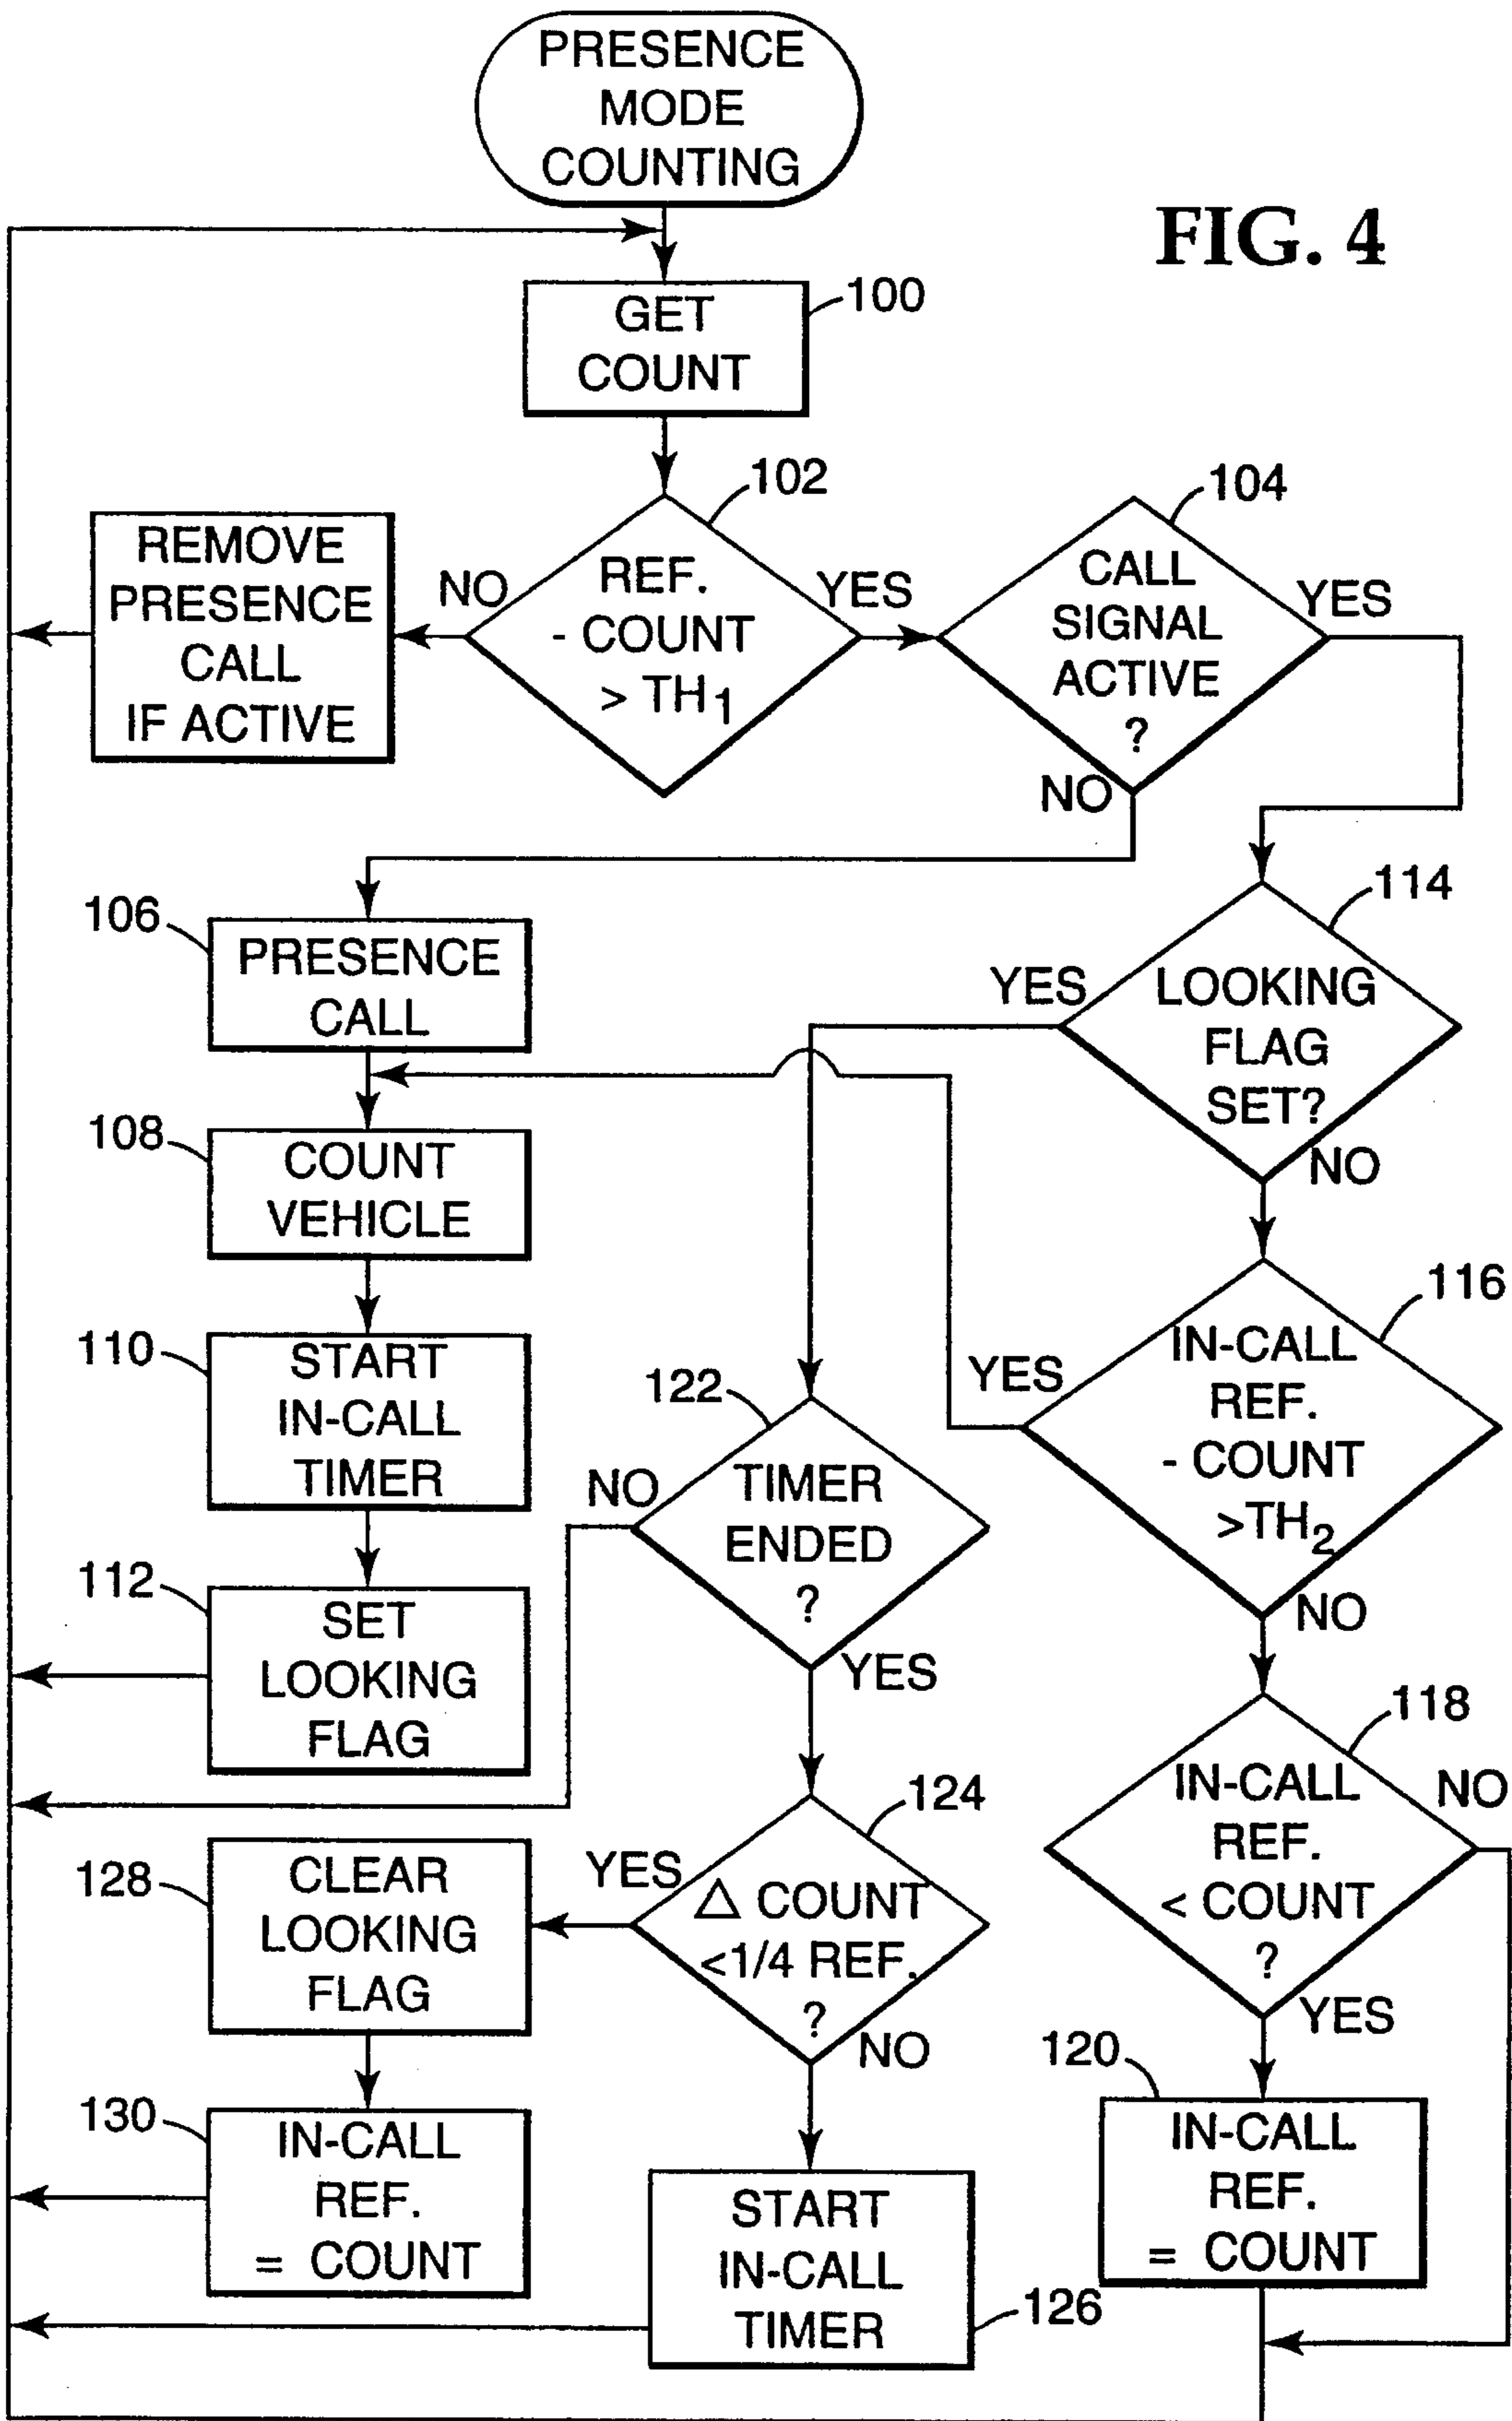 PRESENCE
MODE
COUNTING
FIG. 4
GET
COUNT
100
REF.
- COUNT
> TH1
102
NO
YES
REMOVE
PRESENCE
CALL
IF ACTIVE
CALL
SIGNAL
ACTIVE
?
104
YES
NO
106
PRESENCE
CALL
114
LOOKING
FLAG
SET?
YES
NO
108
COUNT
VEHICLE
110
START
IN-CALL
TIMER
112
SET
LOOKING
FLAG
116
IN-CALL
REF.
- COUNT
>TH2
YES
NO
122
TIMER
ENDED
?
NO
YES
118
IN-CALL
REF.
< COUNT
?
NO
YES
124
△ COUNT
<1/4 REF.
?
YES
NO
128
CLEAR
LOOKING
FLAG
130
IN-CALL
REF.
= COUNT
START
IN-CALL
TIMER
126
120
IN-CALL
REF.
= COUNT